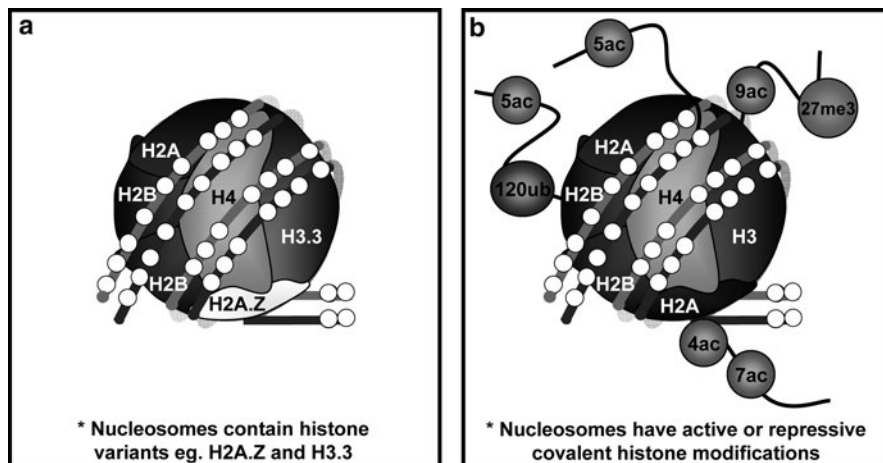 a
H2A
H2B
H4
H3.3
H2B
H2A.Z
* Nucleosomes contain histone
variants eg. H2A.Z and H3.3
b
5ac
5ac
9ac
27me3
H2A
120ub
H2B
H4
H3
H2B
H2A
4ac
7ac
* Nucleosomes have active or repressive
covalent histone modifications